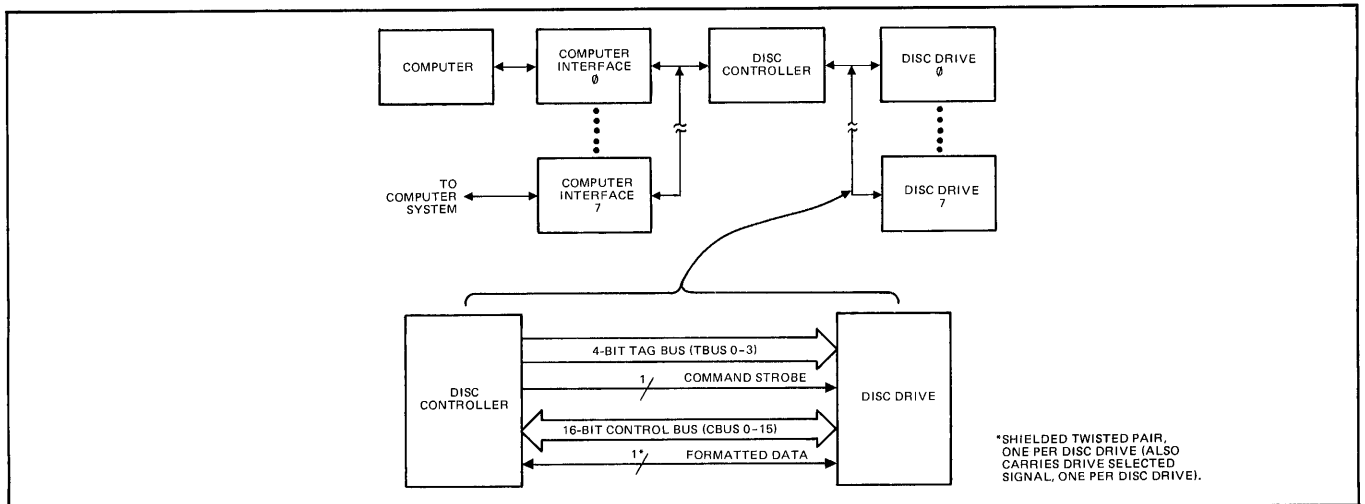 COMPUTER
COMPUTER
INTERFACE
Ø
DISC
CONTROLLER
DISC DRIVE
Ø
TO
COMPUTER
SYSTEM
COMPUTER
INTERFACE
7
DISC DRIVE
7
DISC
CONTROLLER
4-BIT TAG BUS (TBUS 0-3)
1 COMMAND STROBE
16-BIT CONTROL BUS (CBUS 0-15)
1* FORMATTED DATA
DISC DRIVE
*SHIELDED TWISTED PAIR,
ONE PER DISC DRIVE (ALSO
CARRIES DRIVE SELECTED
SIGNAL, ONE PER DISC DRIVE).